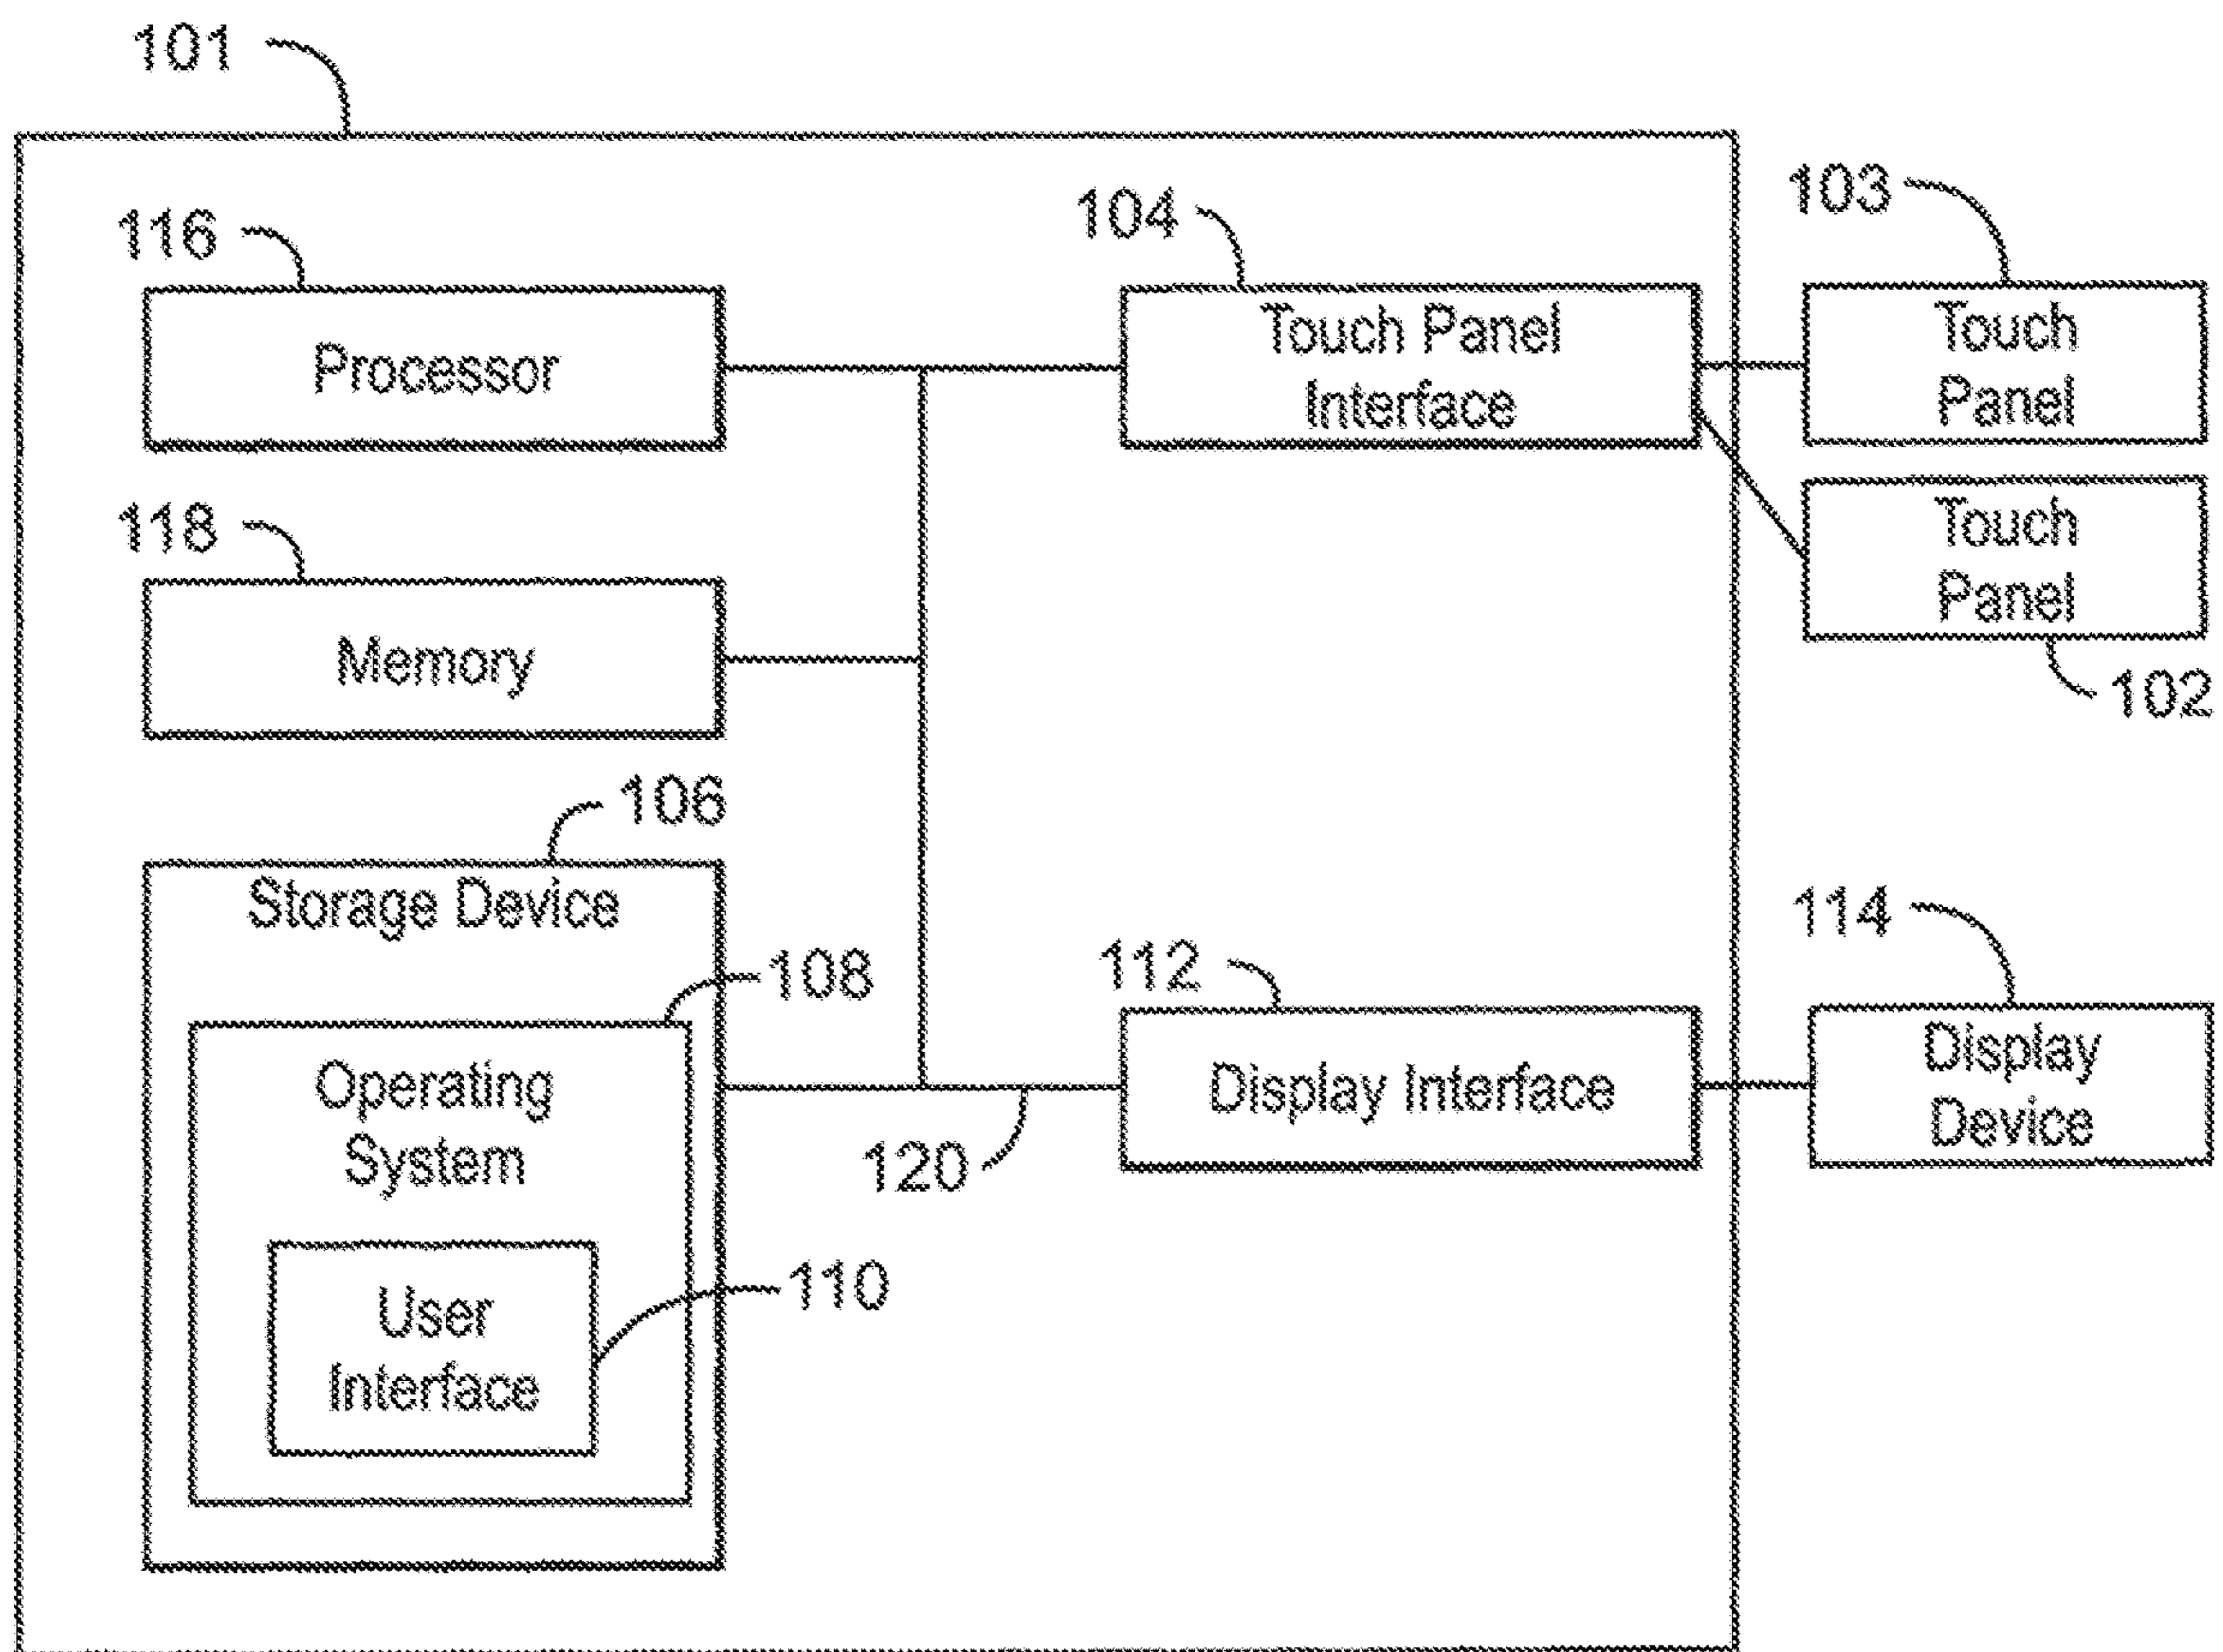 101
103
104
116
Touch Panel
Interface
Touch
Panel
Processor
118
Touch
Panel
Memory
102
106
Storage Device
114
108
112
Operating
System
Display Interface
Display
Device
120
User
Interface
110